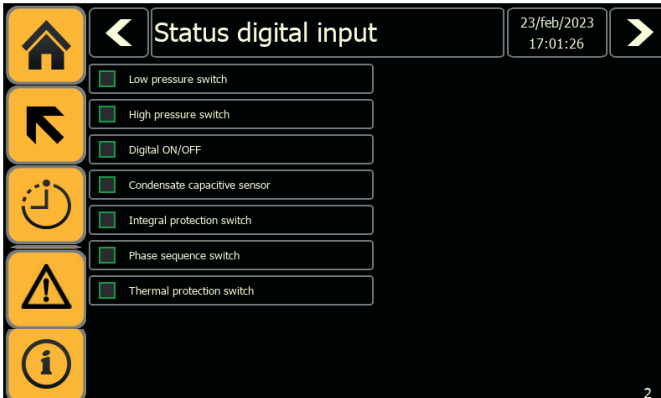 Status digital input
23/feb/2023
17:01:26
Low pressure switch
High pressure switch
Digital ON/OFF
Condensate capacitive sensor
Integral protection switch
Phase sequence switch
Thermal protection switch
2